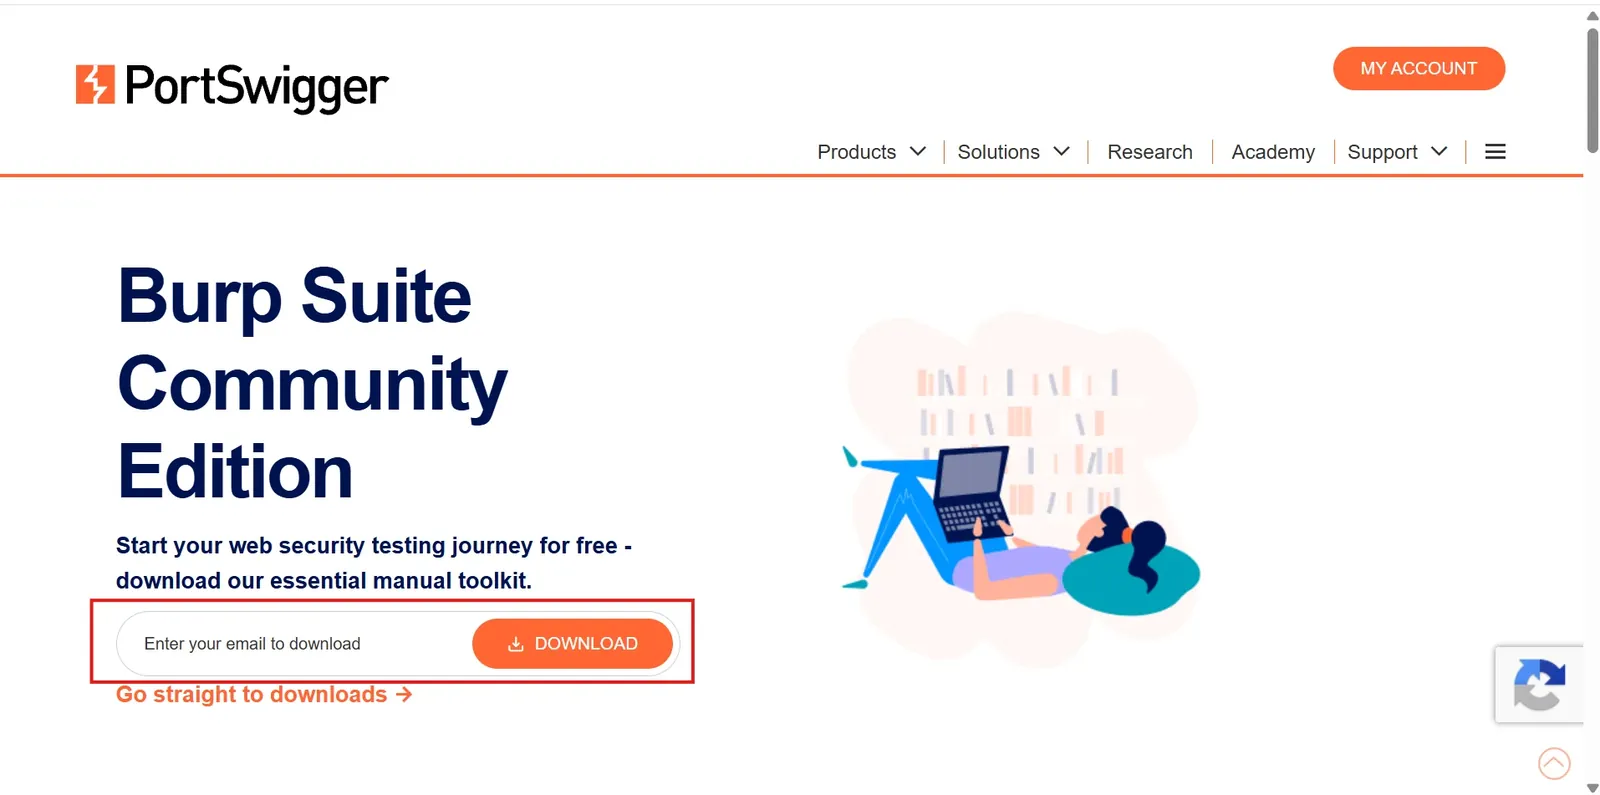 PortSwigger
MY ACCOUNT
Products
Solutions
Research
Academy
Support
Burp Suite
Community
Edition
Start your web security testing journey for free -
download our essential manual toolkit.
Enter your email to download
DOWNLOAD
Go straight to downloads →